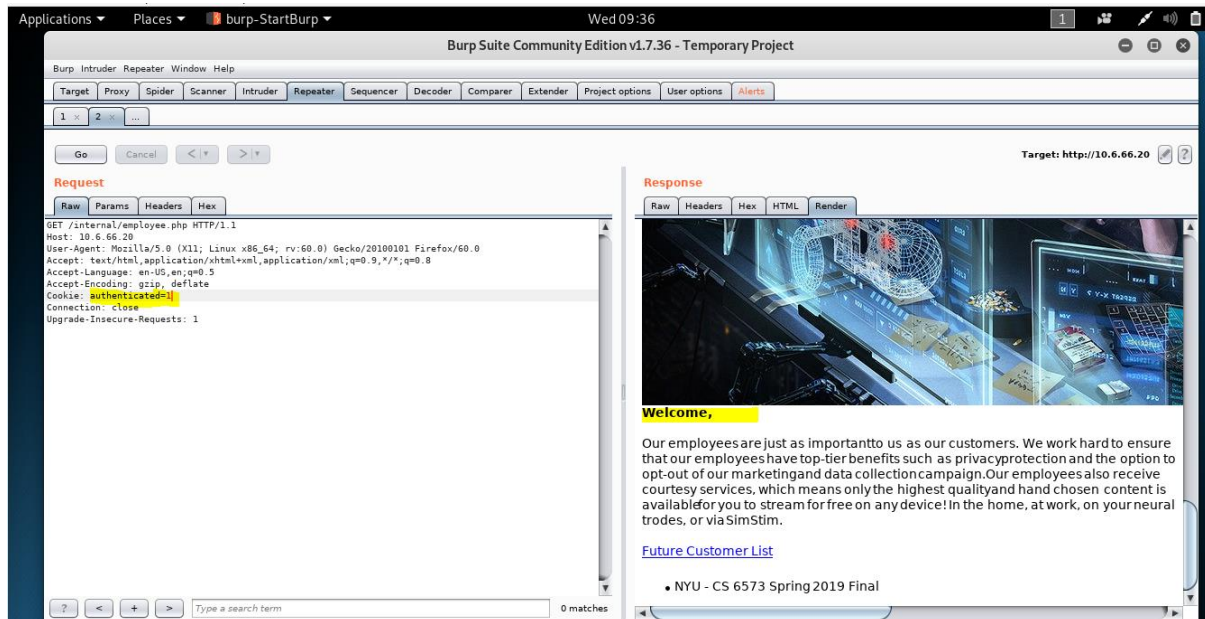 Applications Places burp-StartBurp Wed 09:36 1
Burp Suite Community Edition v1.7.36 - Temporary Project
Burp Intruder Repeater Window Help
Target Proxy Spider Scanner Intruder Repeater Sequencer Decoder Comparer Extender Project options User options Alerts
1 × 2 × ...
Go Cancel < > Target: http://10.6.66.20 ?
Request
Raw Params Headers Hex
GET /internal/employee.php HTTP/1.1
Host: 10.6.66.20
User-Agent: Mozilla/5.0 (X11; Linux x86_64; rv:60.0) Gecko/20100101 Firefox/60.0
Accept: text/html,application/xhtml+xml,application/xml;q=0.9,*/*;q=0.8
Accept-Language: en-US,en;q=0.5
Accept-Encoding: gzip, deflate
Cookie: authenticated=1
Connection: close
Upgrade-Insecure-Requests: 1
? < + > Type a search term 0 matches
Response
Raw Headers Hex HTML Render
Welcome,
Our employees are just as important to us as our customers. We work hard to ensure
that our employees have top-tier benefits such as privacy protection and the option to
opt-out of our marketing and data collection campaign. Our employees also receive
courtesy services, which means only the highest quality and hand chosen content is
available for you to stream for free on any device! In the home, at work, on your neural
trodes, or via SimStim.
Future Customer List
• NYU - CS 6573 Spring 2019 Final